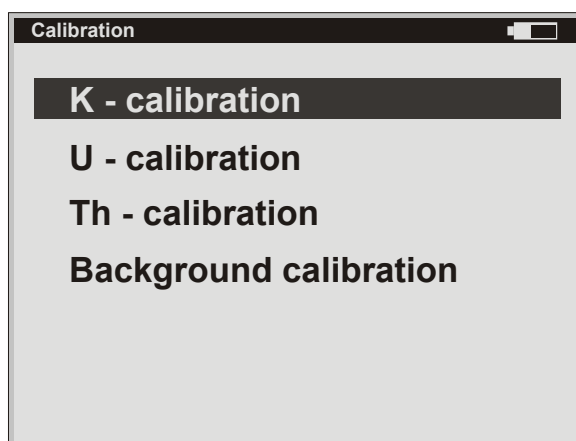 Calibration
K - calibration
U - calibration
Th - calibration
Background calibration